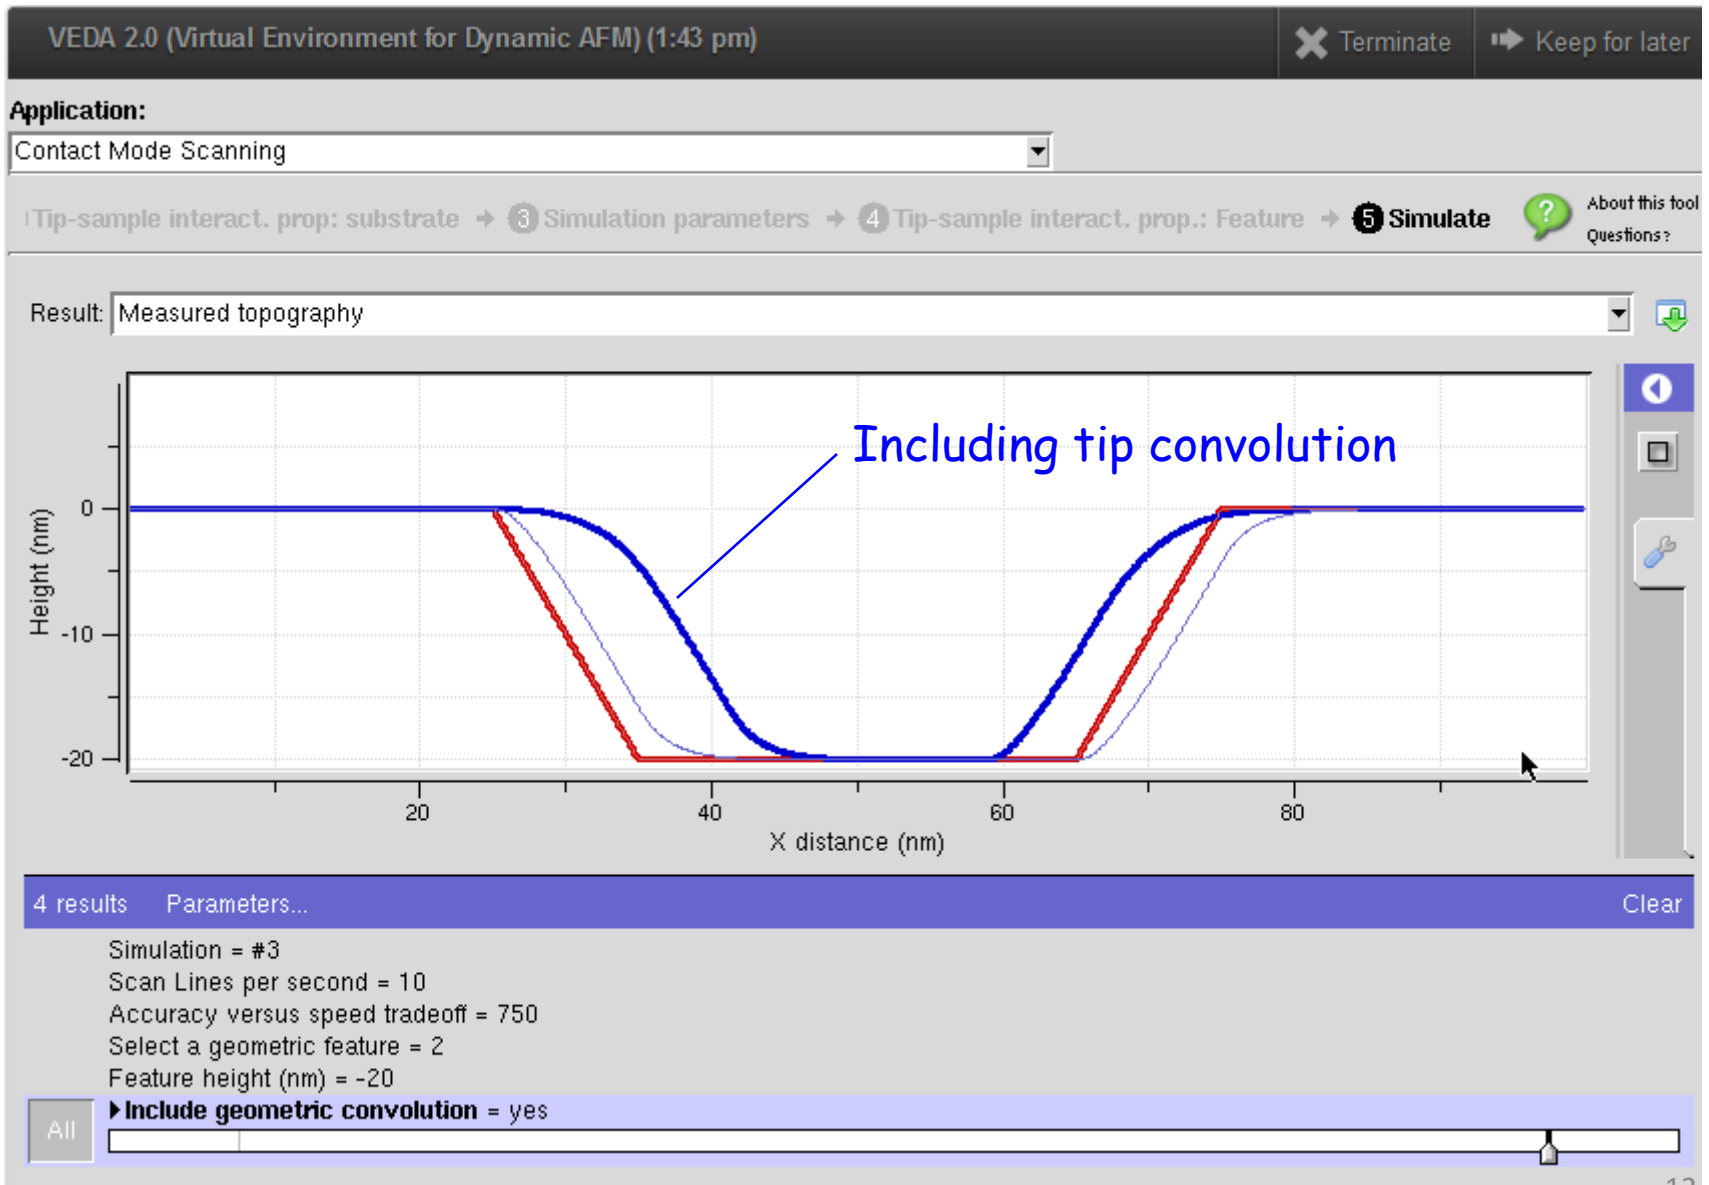 VEDA 2.0 (Virtual Environment for Dynamic AFM) (1:43 pm)
Terminate
Keep for later
Application:
Contact Mode Scanning
Tip-sample interact. prop: substrate → 3 Simulation parameters → 4 Tip-sample interact. prop.: Feature → 5 Simulate
?
About this tool
Questions?
Result: Measured topography
Including tip convolution
Height (nm)
0
-10
-20
20 40 60 80
X distance (nm)
4 results Parameters... Clear
Simulation = #3
Scan Lines per second = 10
Accuracy versus speed tradeoff = 750
Select a geometric feature = 2
Feature height (nm) = -20
All
Include geometric convolution = yes